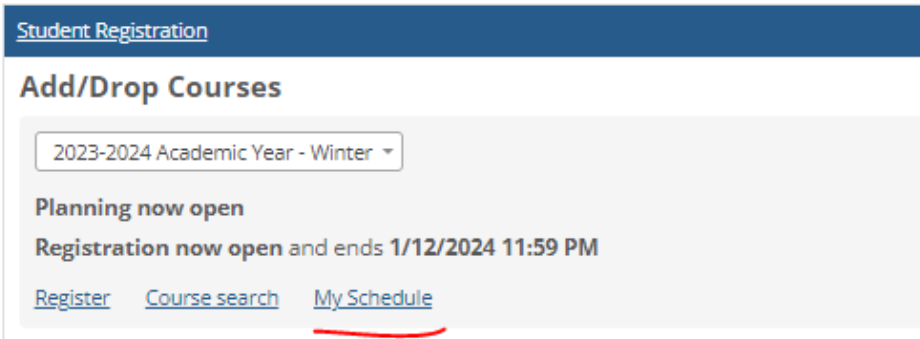 Student Registration
Add/Drop Courses
2023-2024 Academic Year - Winter
Planning now open
Registration now open and ends 1/12/2024 11:59 PM
Register Course search My Schedule